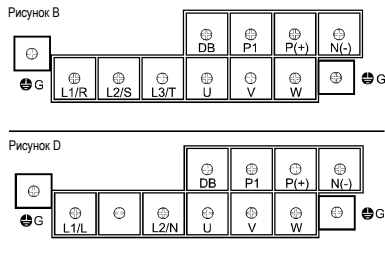 Рисунок B
DB P1 P(+) N(-)
G L1/R L2/S L3/T U V W G
Рисунок D
DB P1 P(+) N(-)
G L1/L L2/N U V W G